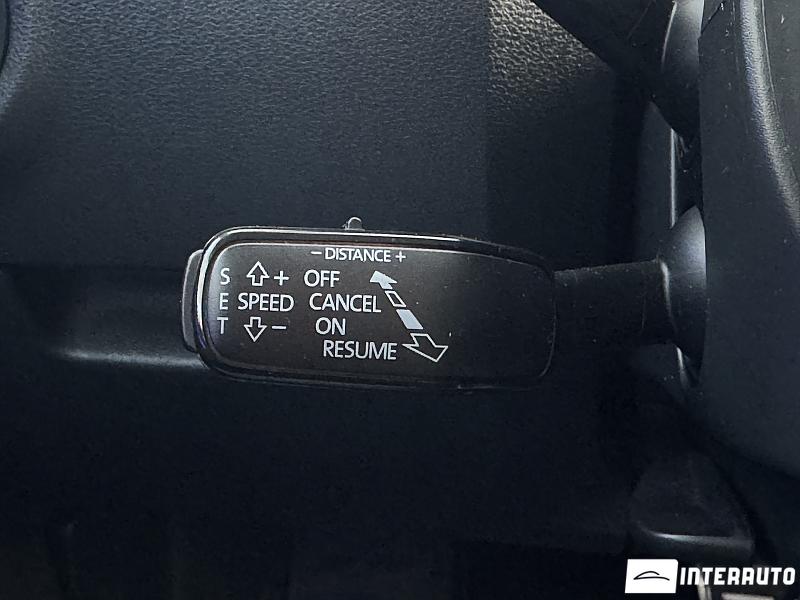 − DISTANCE +
S + OFF
E SPEED CANCEL
T − ON
RESUME
INTERAUTO